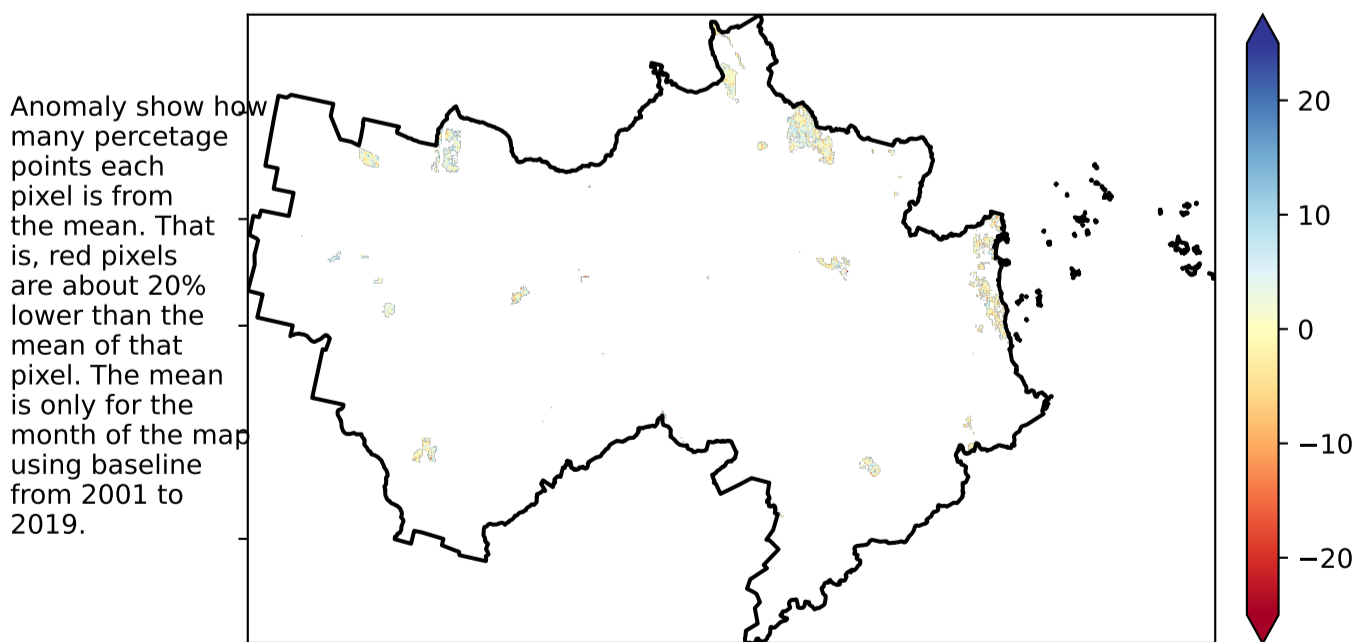 Anomaly show how
many percetage
points each
pixel is from
the mean. That
is, red pixels
are about 20%
lower than the
mean of that
pixel. The mean
is only for the
month of the map
using baseline
from 2001 to
2019.
20
10
0
−10
−20